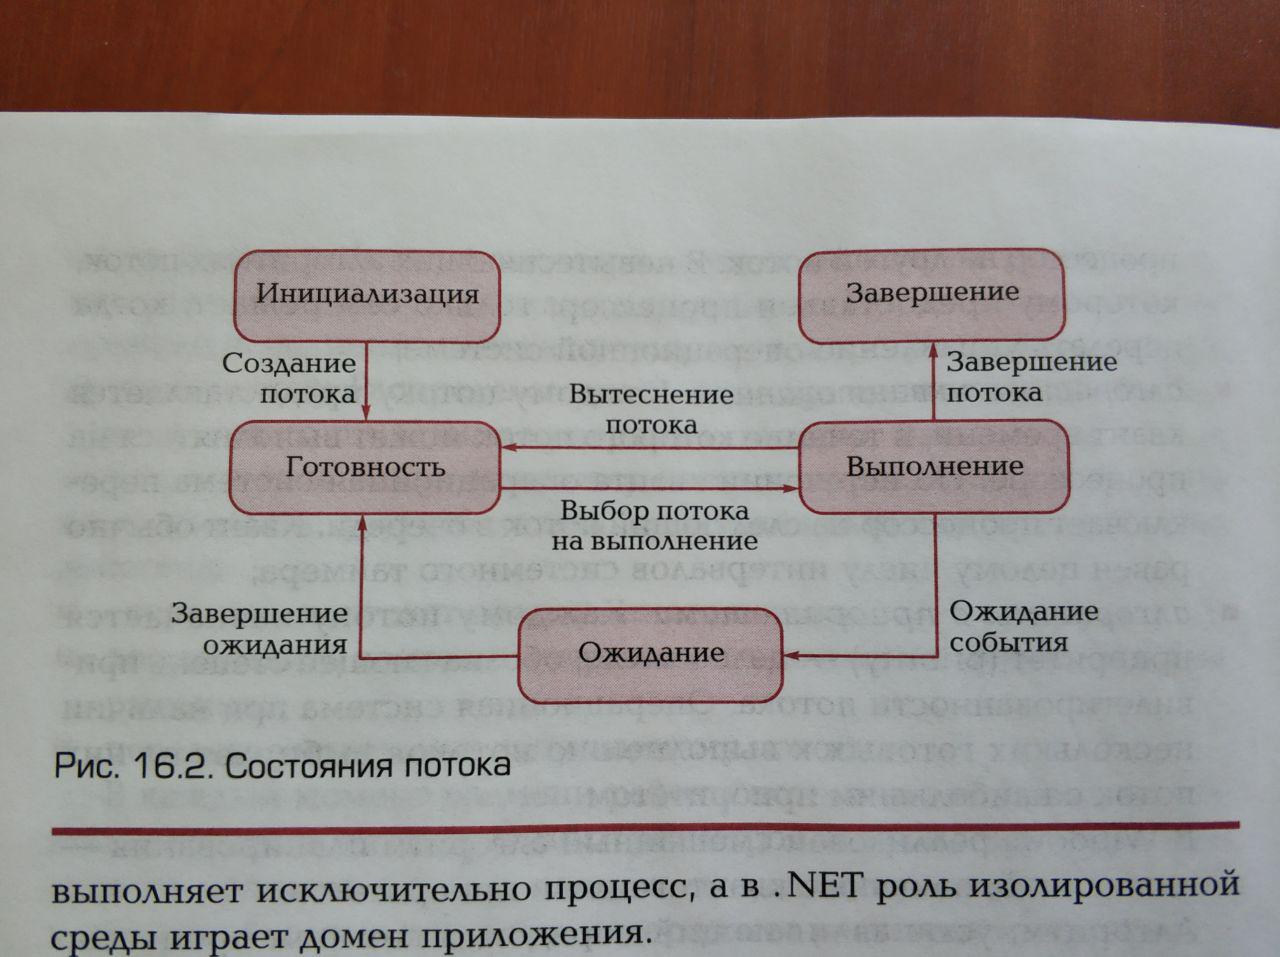 Инициализация
Завершение
Создание
потока
Вытеснение
потока
Завершение
потока
Готовность
Выполнение
Выбор потока
на выполнение
Завершение
ожидания
Ожидание
Ожидание
события
Рис. 16.2. Состояния потока
выполняет исключительно процесс, а в .NET роль изолированной
среды играет домен приложения.